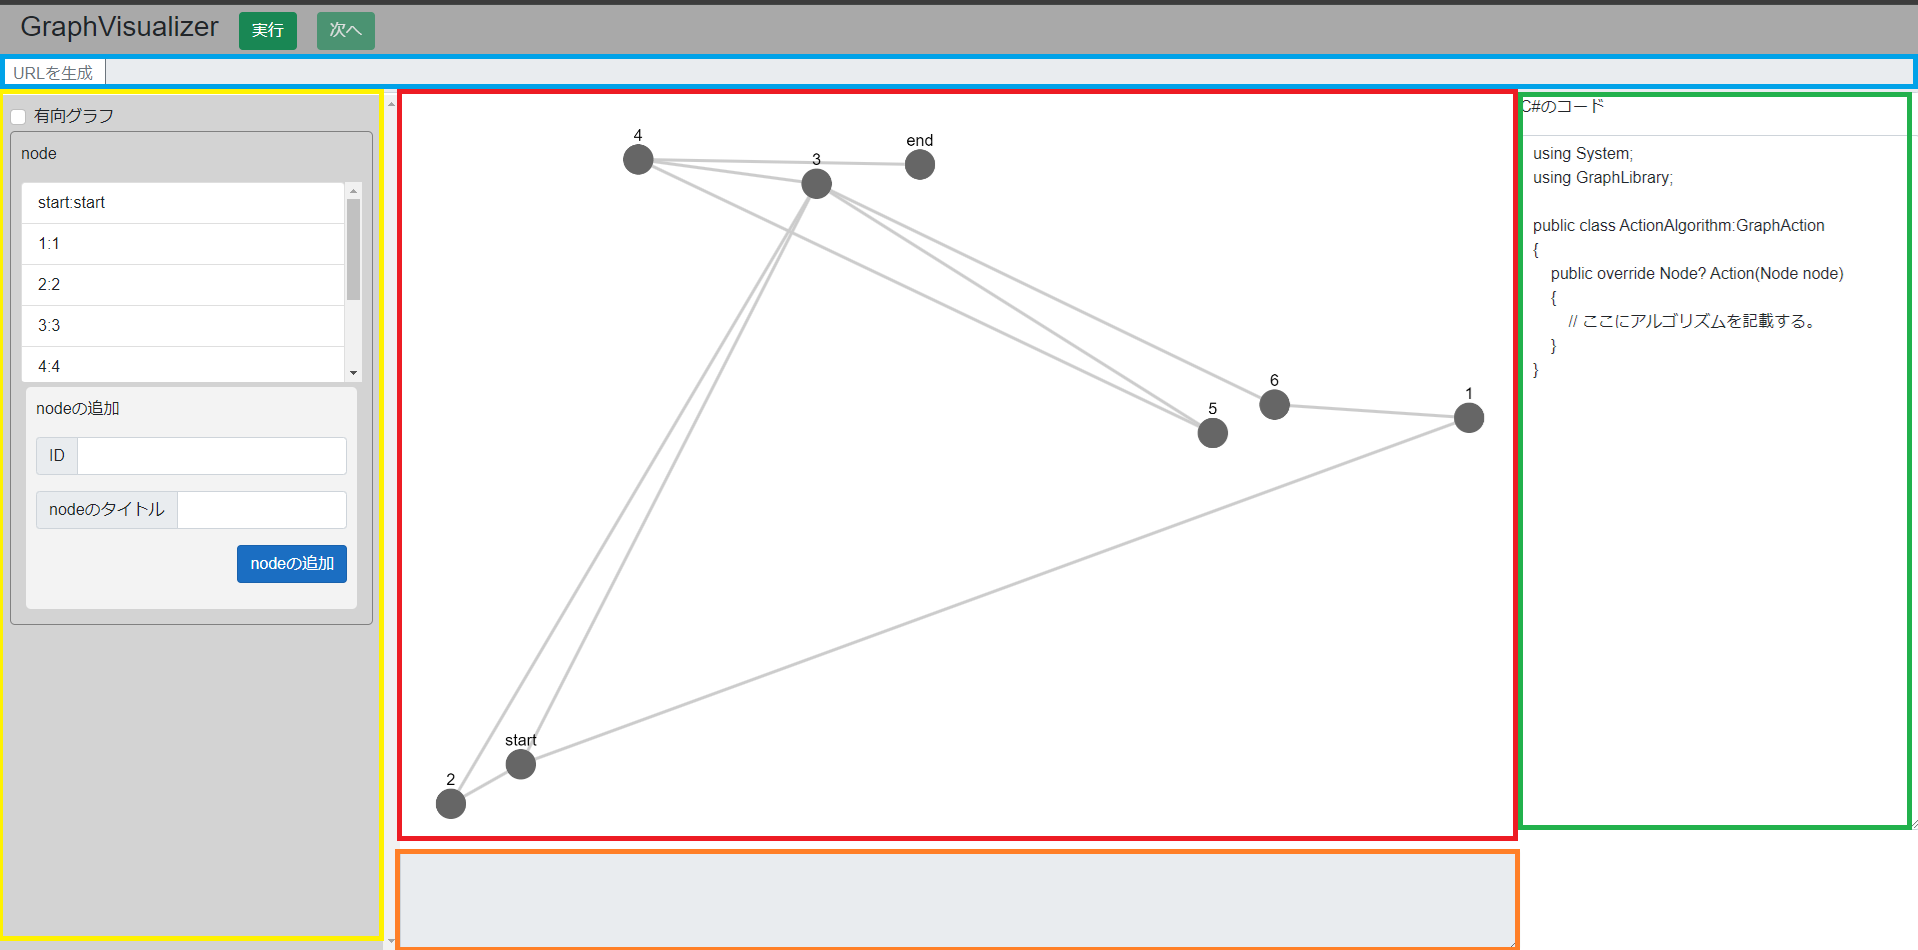 GraphVisualizer 実行 次へ
URLを生成
有向グラフ
node
start:start
1:1
2:2
3:3
4:4
nodeの追加
ID
nodeのタイトル
nodeの追加
4
end
3
6
1
5
start
2
C#のコード
using System;
using GraphLibrary;
public class ActionAlgorithm:GraphAction
{
public override Node? Action(Node node)
{
// ここにアルゴリズムを記載する。
}
}